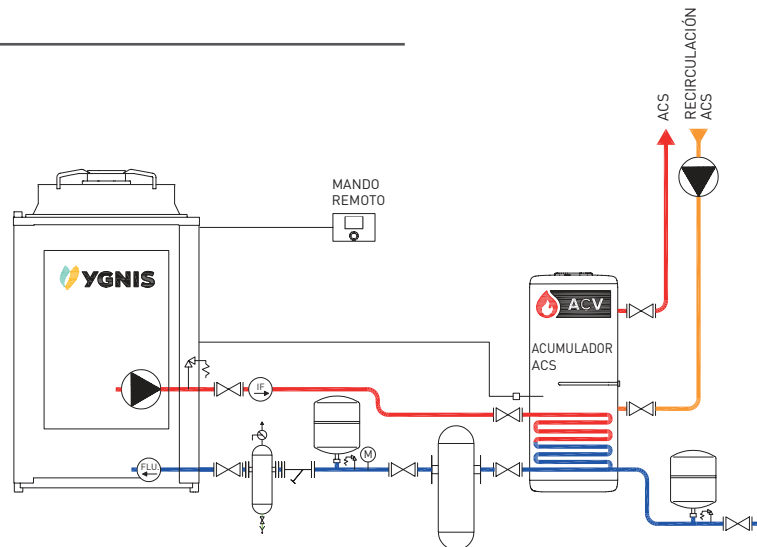 ACS
RECIRCULACIÓN
ACS
MANDO
REMOTO
YGNIS
ACV
ACUMULADOR
ACS
IF
FLU.
M